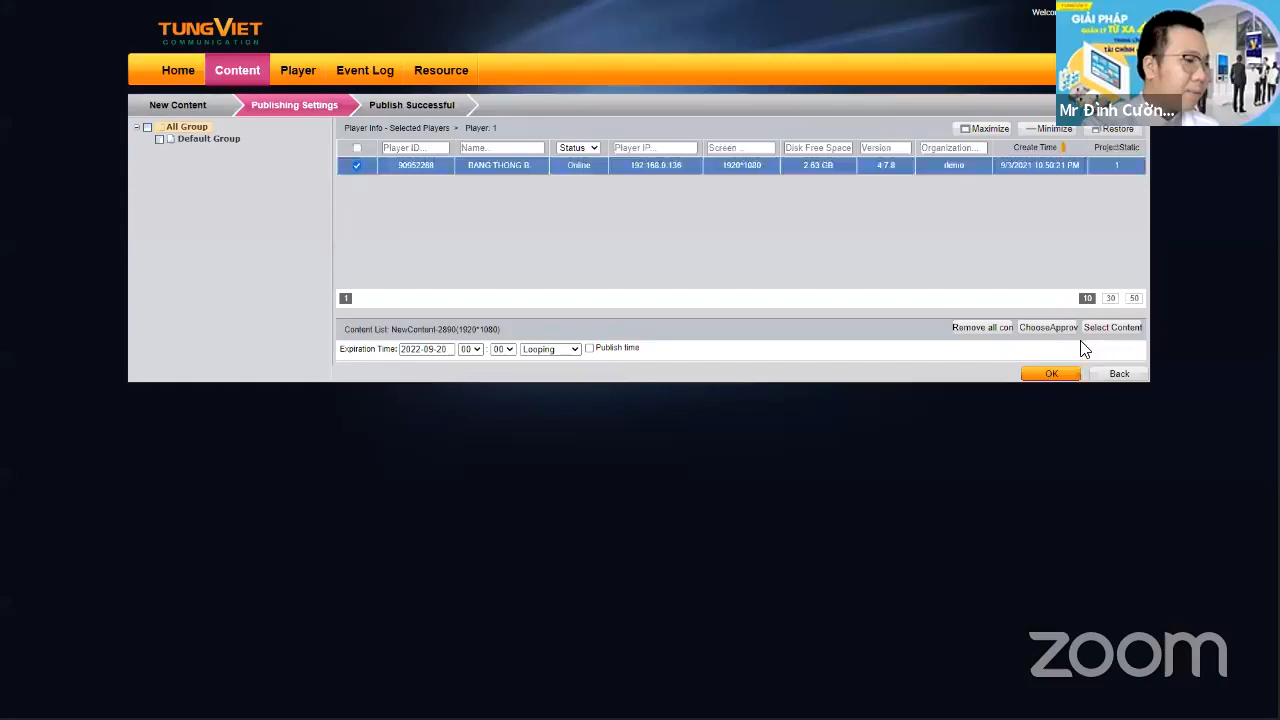 TUNGVIET
COMMUNICATION
GIẢI PHÁP
QUẢN LÝ TỪ XA
TÀI CHÍNH
Mr Đình Cườn...
Home Content Player Event Log Resource
New Content Publishing Settings Publish Successful
All Group
Default Group
Player Info - Selected Players > Player: 1
Maximize Minimize Restore
Player ID... Name... Status Player IP... Screen .. Disk Free Space Version Organization... Create Time ProjectStatic
90952268 BANG THONG B. Online 192.168.0.136 1920*1080 2.63 GB 4.7.8 demo 9/3/2021 10:50:21 PM 1
1 10 30 50
Content List: NewContent-2890(1920*1080)
Remove all con ChooseApprov Select Content
Expiration Time: 2022-09-20 00 : 00 Looping Publish time
OK Back
zoom